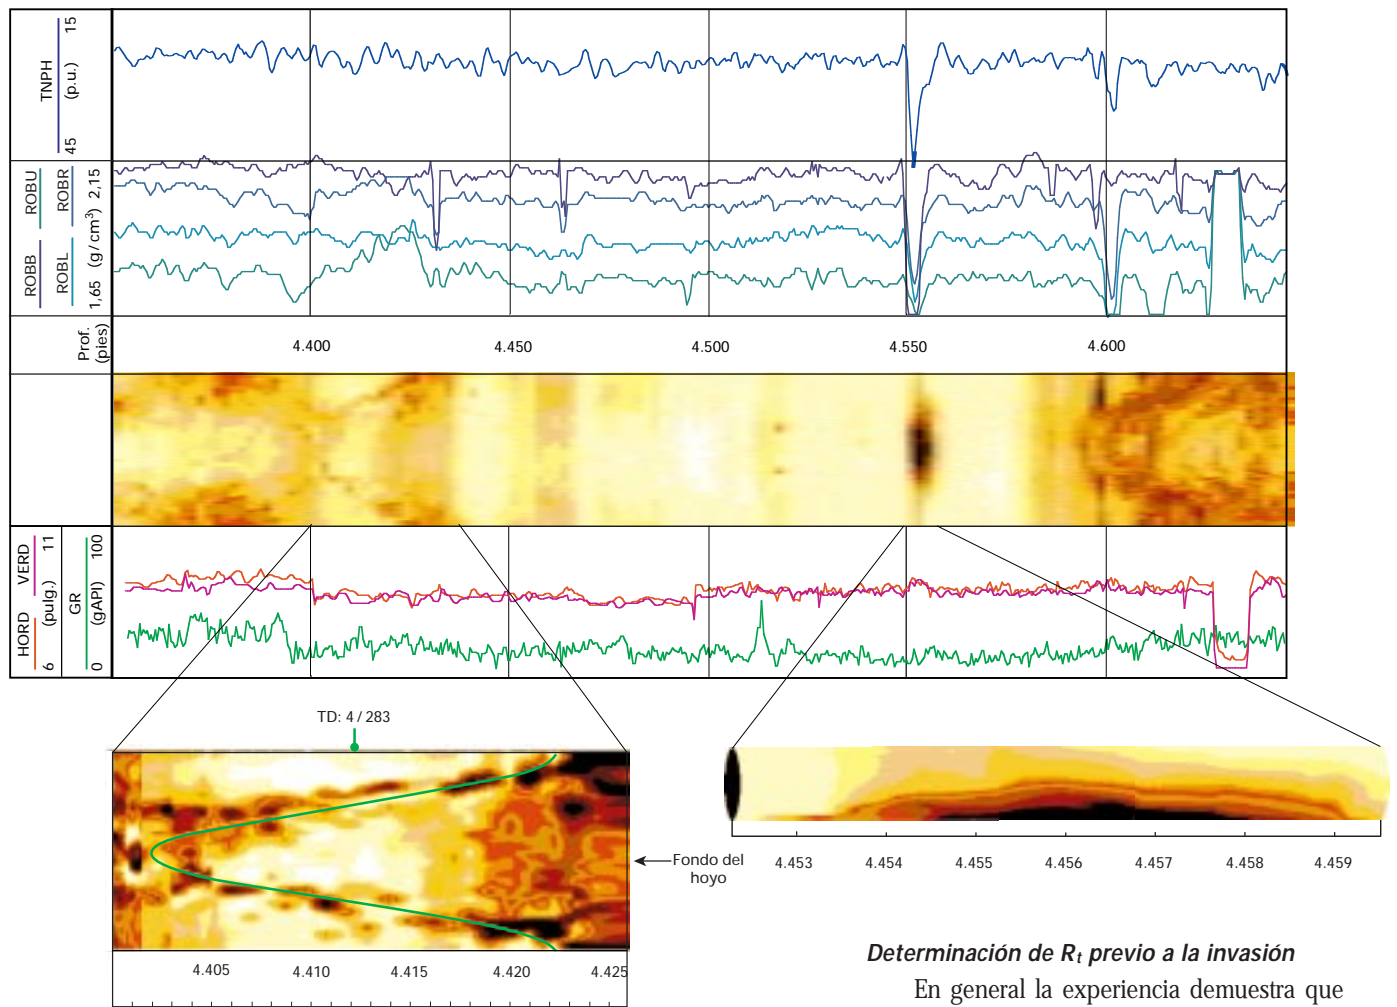 TNPH
45 (p.u.) 15
ROBB ROBU
ROBL ROBR
1,65 (g/cm³) 2,15
Prof.
(pies)
4.400 4.450 4.500 4.550 4.600
HORD VERD
6 (pulg.) 11
GR
0 (gAPI) 100
TD: 4 / 283
Fondo del
hoyo
4.405 4.410 4.415 4.420 4.425
4.453 4.454 4.455 4.456 4.457 4.458 4.459
Determinación de Rt previo a la invasión
En general la experiencia demuestra que